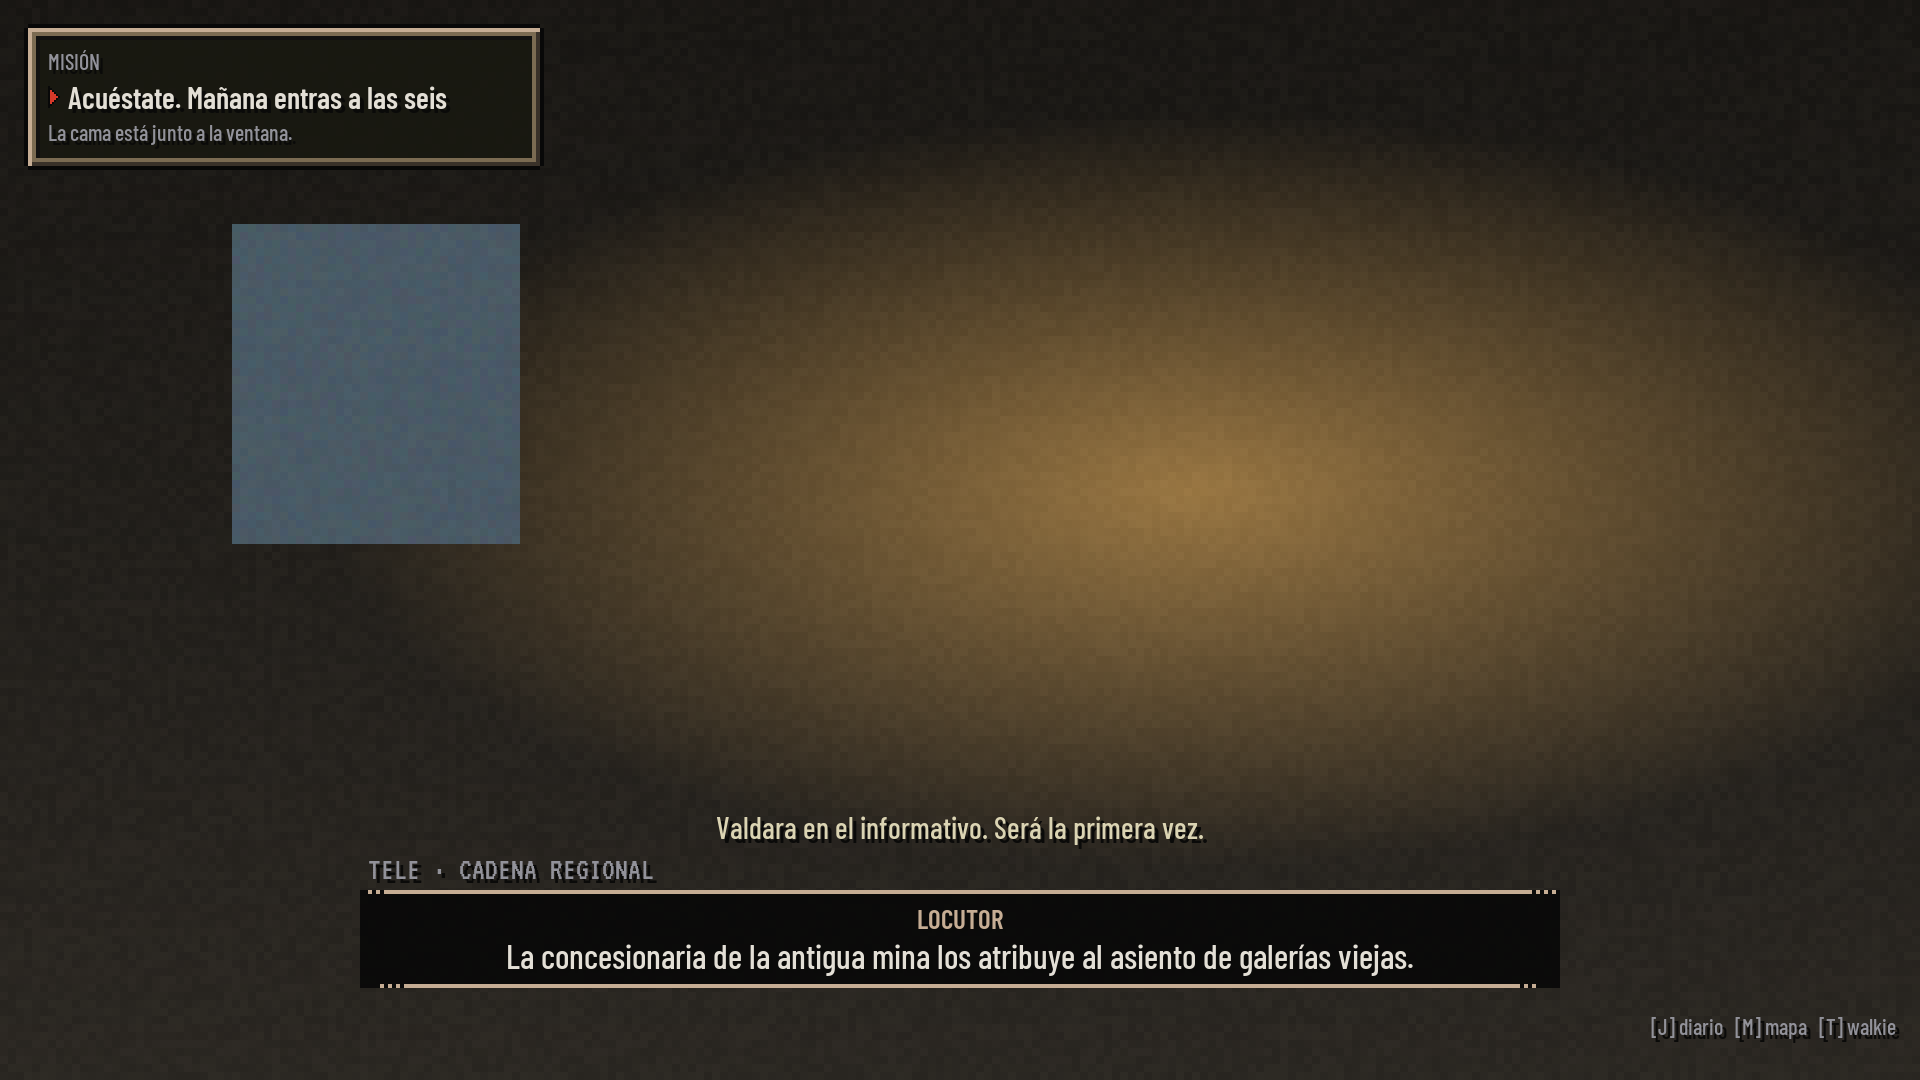 MISIÓN
Acuéstate. Mañana entras a las seis
La cama está junto a la ventana.
Valdara en el informativo. Será la primera vez.
TELE · CADENA REGIONAL
LOCUTOR
La concesionaria de la antigua mina los atribuye al asiento de galerías viejas.
[J]diario [M]mapa [T]walkie